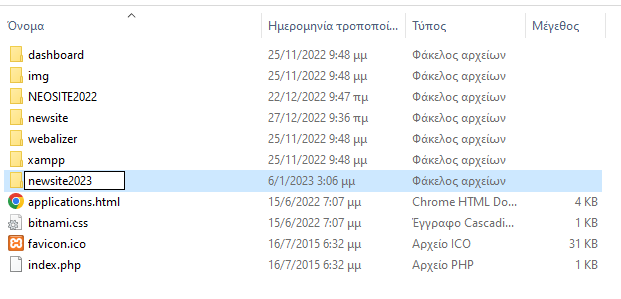 Όνομα Ημερομηνία τροποποί... Τύπος Μέγεθος
dashboard 25/11/2022 9:48 μμ Φάκελος αρχείων
img 25/11/2022 9:48 μμ Φάκελος αρχείων
NEOSITE2022 22/12/2022 9:47 πμ Φάκελος αρχείων
newsite 27/12/2022 9:36 πμ Φάκελος αρχείων
webalizer 25/11/2022 9:48 μμ Φάκελος αρχείων
xampp 25/11/2022 9:48 μμ Φάκελος αρχείων
newsite2023 6/1/2023 3:06 μμ Φάκελος αρχείων
applications.html 15/6/2022 7:07 μμ Chrome HTML Do... 4 KB
bitnami.css 15/6/2022 7:07 μμ Έγγραφο Cascadi... 1 KB
favicon.ico 16/7/2015 6:32 μμ Αρχείο ICO 31 KB
index.php 16/7/2015 6:32 μμ Αρχείο PHP 1 KB